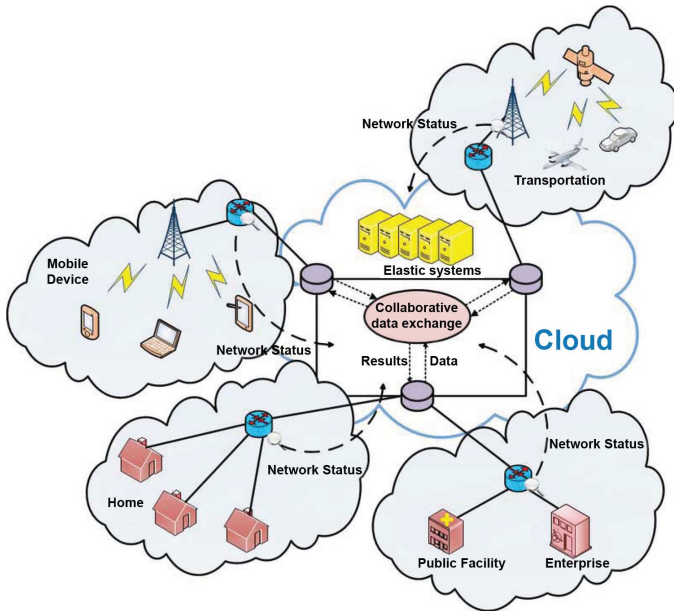 Network Status
Transportation
Elastic systems
Mobile
Device
Collaborative
data exchange
Cloud
Network Status
Results
Data
Network Status
Home
Network Status
Public Facility
Enterprise